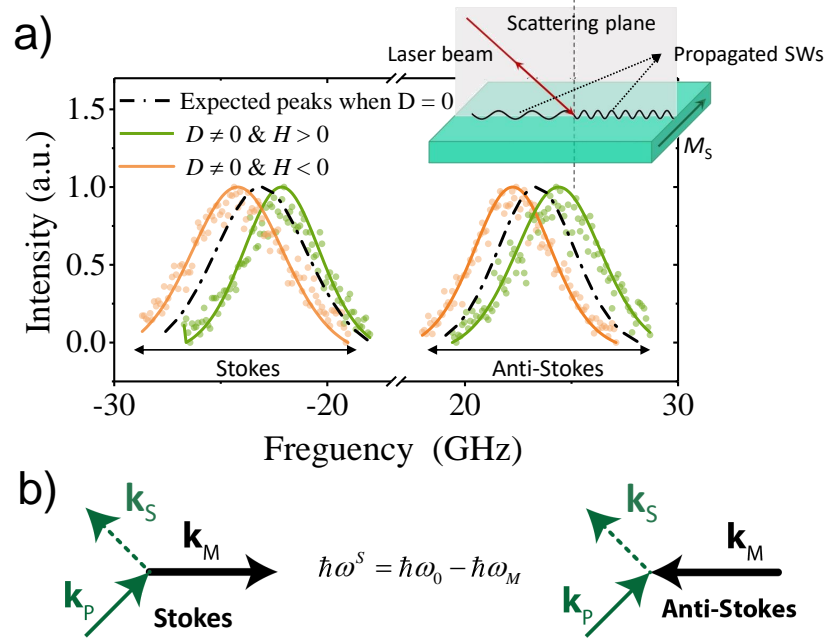 a)
Scattering plane
Laser beam
Propagated SWs
M_S
Expected peaks when D = 0
D ≠ 0 & H > 0
D ≠ 0 & H < 0
Intensity (a.u.)
1.5
1.0
0.5
0.0
Stokes
Anti-Stokes
-30
-20
20
30
Freguency (GHz)
b)
k_S
k_M
k_P
Stokes
ħω^S = ħω_0 − ħω_M
k_S
k_M
k_P
Anti-Stokes